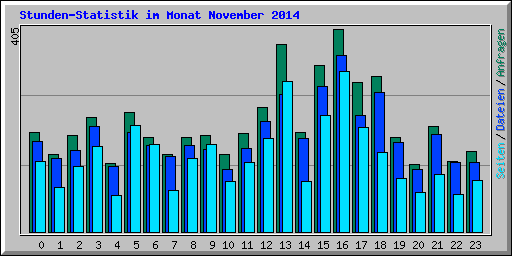 Stunden-Statistik im Monat November 2014
405
Seiten/Dateien/Anfragen
0 1 2 3 4 5 6 7 8 9 10 11 12 13 14 15 16 17 18 19 20 21 22 23